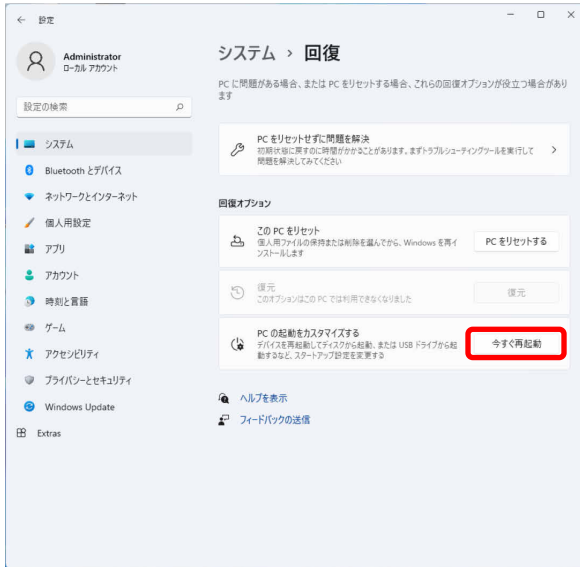 設定
Administrator
ローカル アカウント
設定の検索
システム
Bluetooth とデバイス
ネットワークとインターネット
個人用設定
アプリ
アカウント
時刻と言語
ゲーム
アクセシビリティ
プライバシーとセキュリティ
Windows Update
Extras
システム › 回復
PC に問題がある場合、または PC をリセットする場合、これらの回復オプションが役立つ場合があり
ます
PC をリセットせずに問題を解決
初期状態に戻すのに時間がかかることがあります。まずトラブルシューティングツールを実行して
問題を解決してみてください
回復オプション
この PC をリセット
個人用ファイルの保持または削除を選んでから、Windows を再イ
ンストールします
PC をリセットする
復元
このオプションはこの PC では利用できなくなりました
復元
PC の起動をカスタマイズする
デバイスを再起動してディスクから起動、または USB ドライブから起
動するなど、スタートアップ設定を変更する
今すぐ再起動
ヘルプを表示
フィードバックの送信